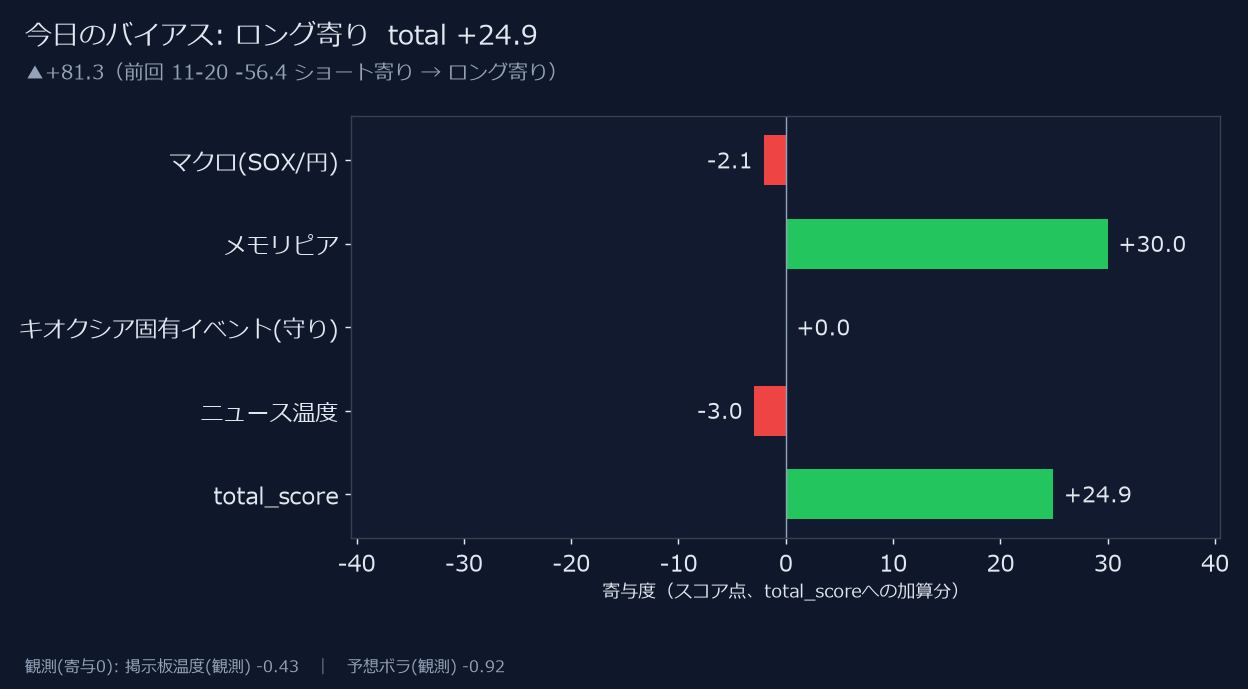 今日のバイアス: ロング寄り  total +24.9
▲+81.3（前回 11-20 -56.4 ショート寄り → ロング寄り）
マクロ(SOX/円)
-2.1
メモリピア
+30.0
キオクシア固有イベント(守り)
+0.0
ニュース温度
-3.0
total_score
+24.9
-40 -30 -20 -10 0 10 20 30 40
寄与度（スコア点、total_scoreへの加算分）
観測(寄与0): 掲示板温度(観測) -0.43 ｜ 予想ボラ(観測) -0.92